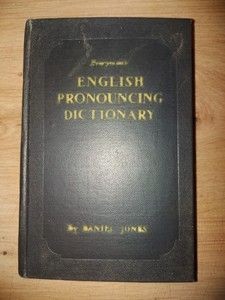 Everyman's
ENGLISH
PRONOUNCING
DICTIONARY
By DANIEL JONES